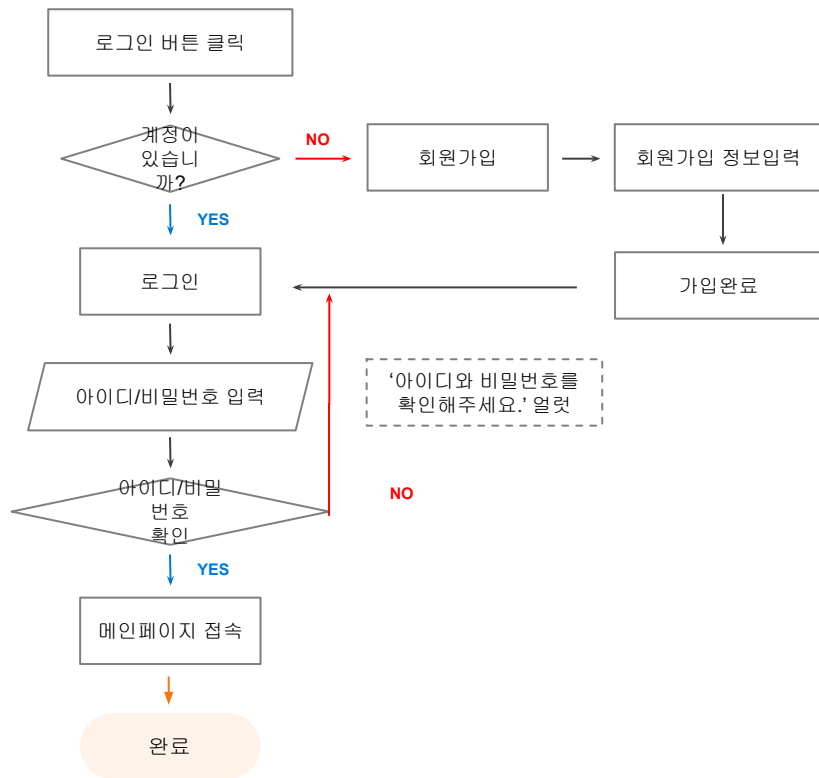 로그인 버튼 클릭
계정이
있습니
까?
NO
회원가입
회원가입 정보입력
YES
로그인
가입완료
아이디/비밀번호 입력
‘아이디와 비밀번호를
확인해주세요.’ 얼럿
아이디/비밀
번호
확인
NO
YES
메인페이지 접속
완료